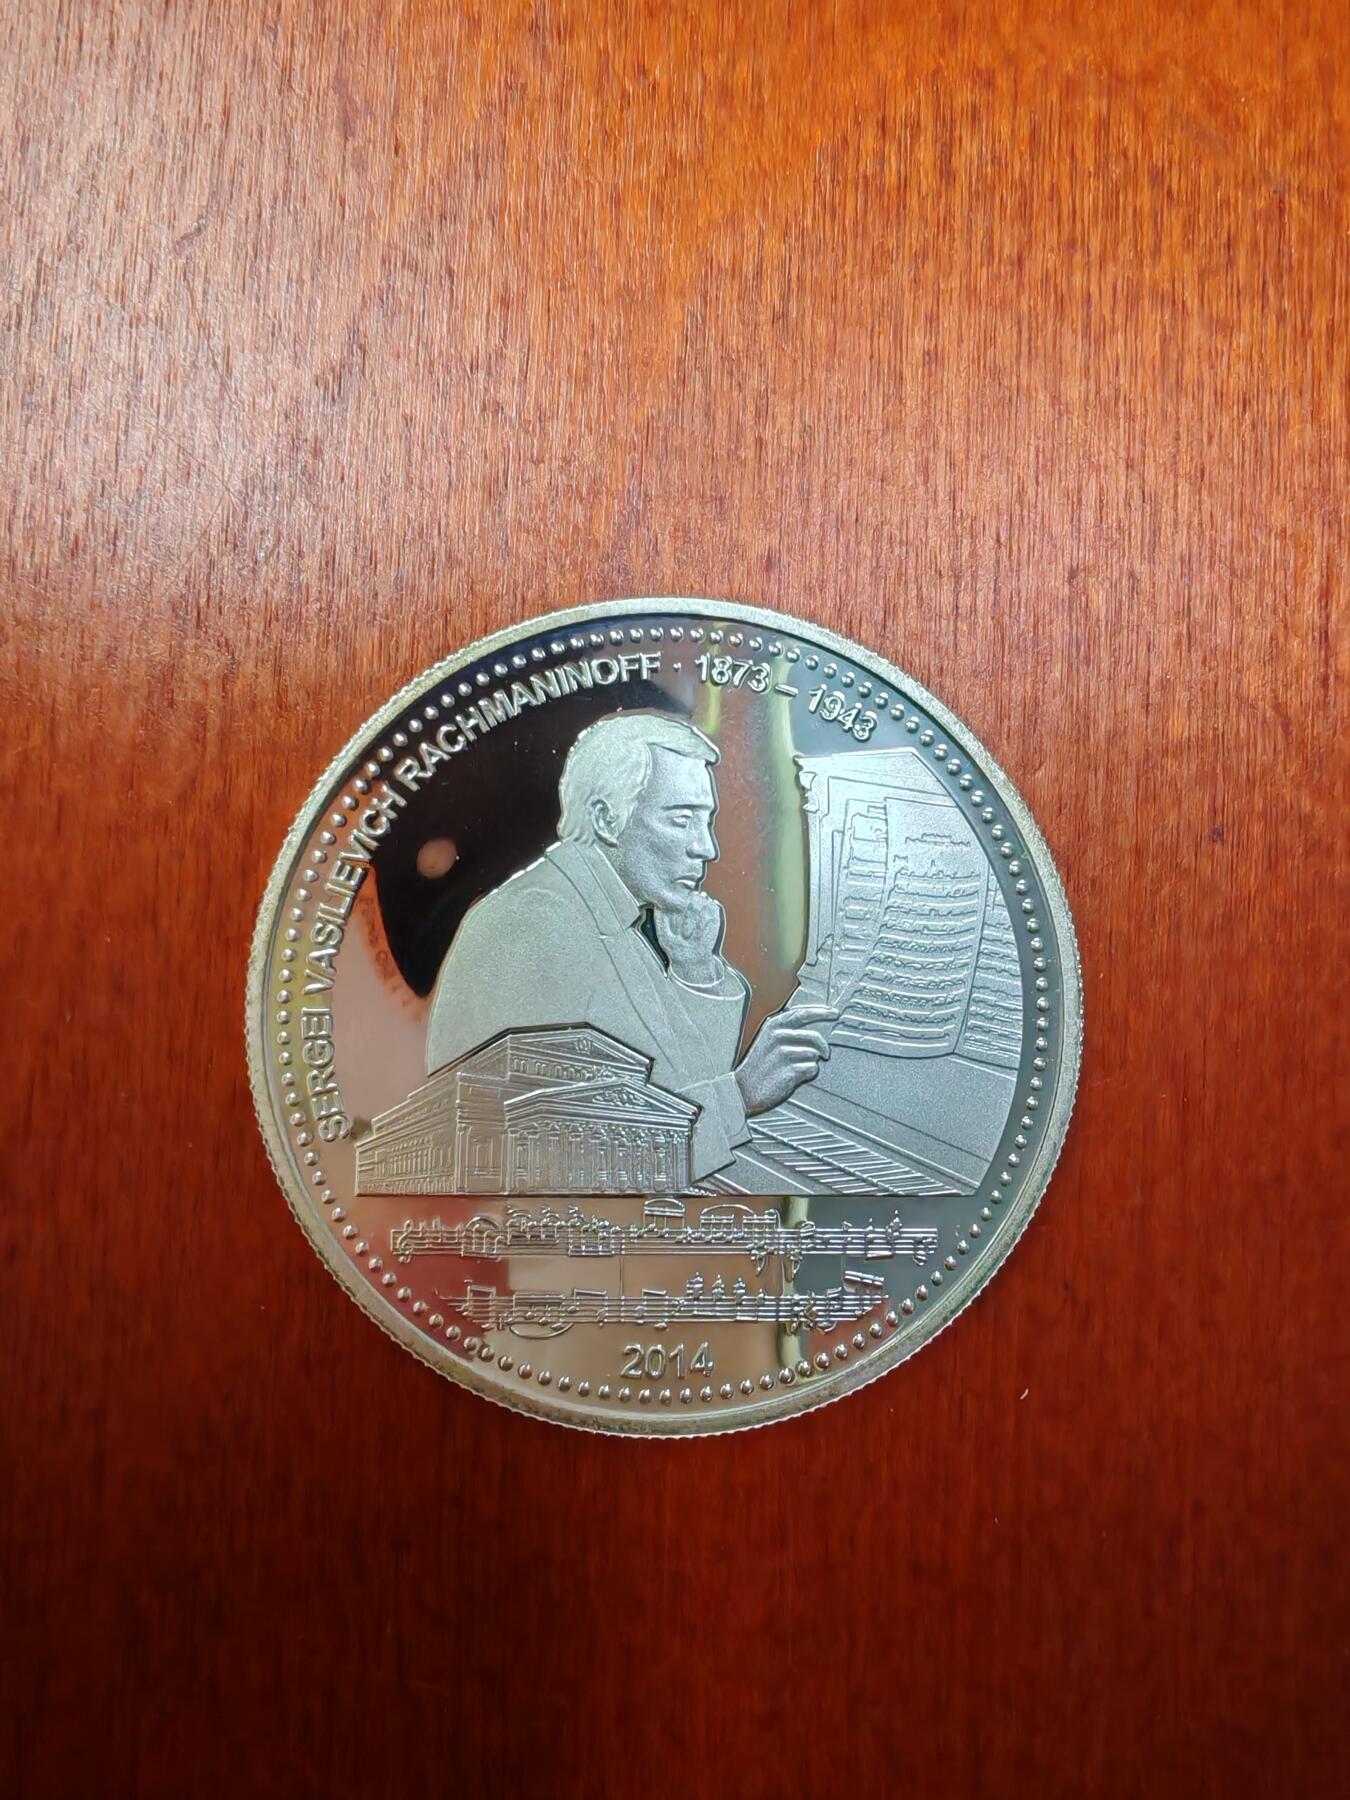 SERGEI VASILIEVICH RACHMANINOFF · 1873 – 1943
2014